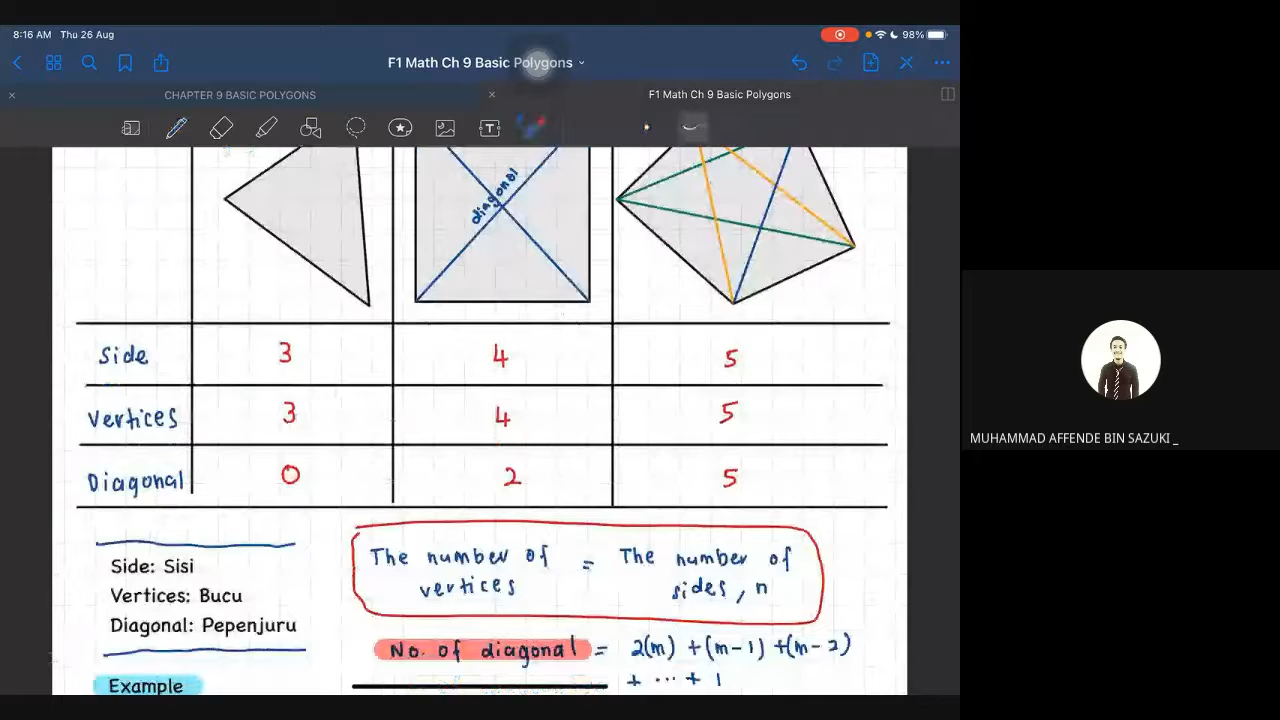 8:16 AM Thu 26 Aug
98%
F1 Math Ch 9 Basic Polygons
CHAPTER 9 BASIC POLYGONS
F1 Math Ch 9 Basic Polygons
diagonal
Side 3 4 5
Vertices 3 4 5
Diagonal 0 2 5
Side: Sisi
Vertices: Bucu
Diagonal: Pepenjuru
The number of = The number of
vertices sides, n
No. of diagonal = 2(m) + (m-1) + (m-2)
+ ... + 1
Example
MUHAMMAD AFFENDE BIN SAZUKI _